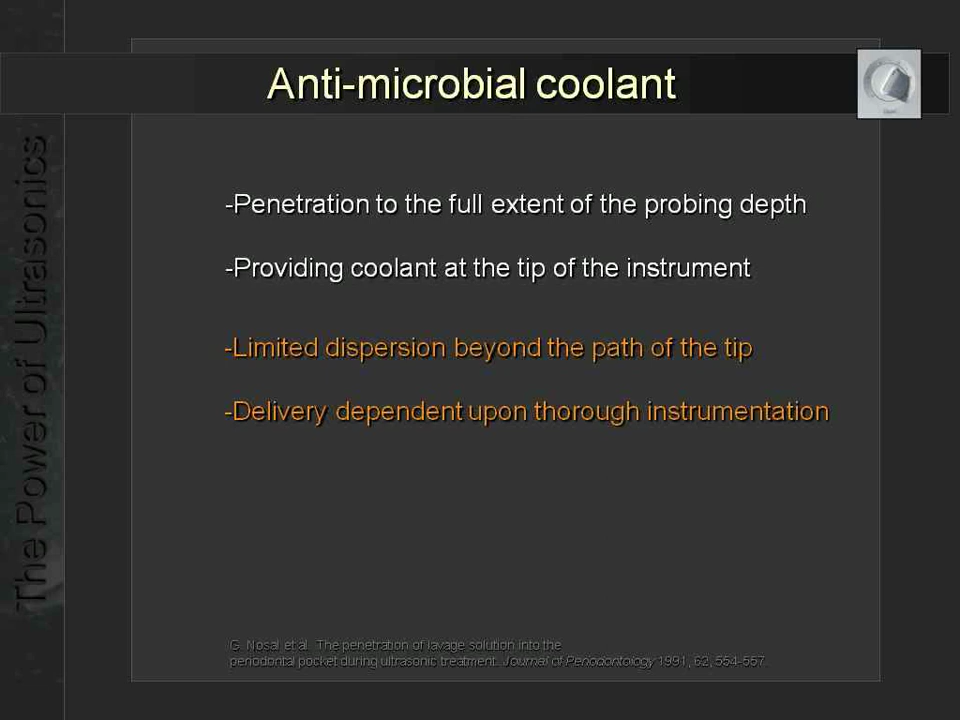 Anti-microbial coolant
The Power of Ultrasonics
-Penetration to the full extent of the probing depth
-Providing coolant at the tip of the instrument
-Limited dispersion beyond the path of the tip
-Delivery dependent upon thorough instrumentation
G. Nosal et al. The penetration of lavage solution into the
periodontal pocket during ultrasonic treatment. Journal of Periodontology 1991, 62, 554-557